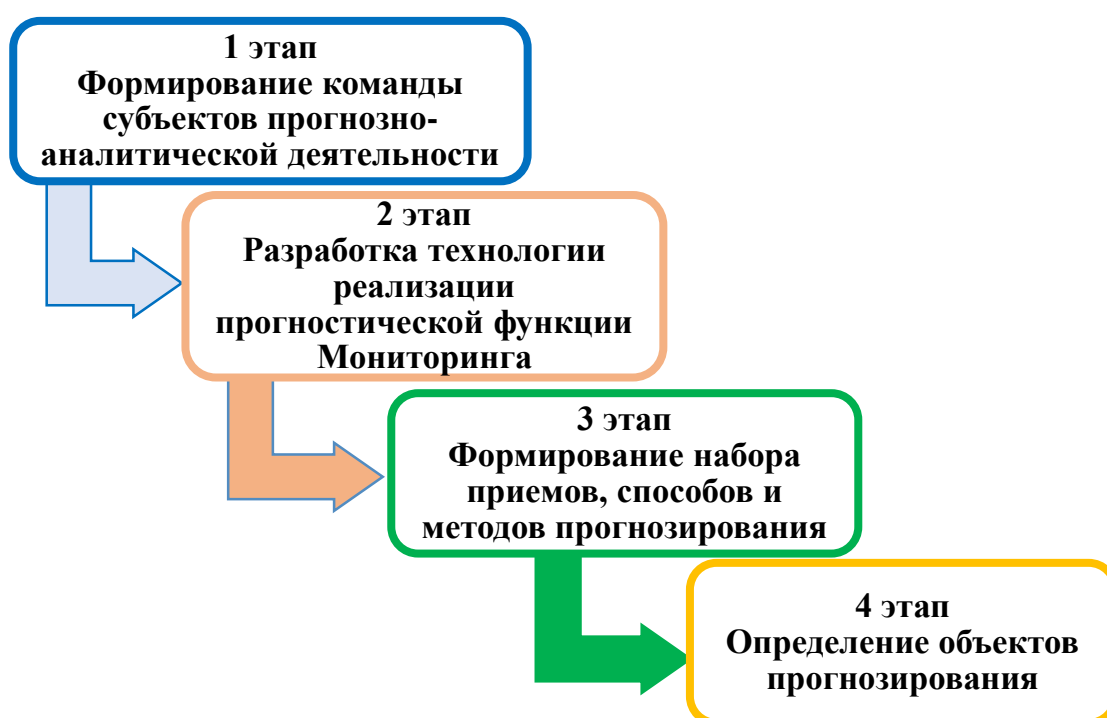 1 этап
Формирование команды
субъектов прогнозно-
аналитической деятельности
2 этап
Разработка технологии
реализации
прогностической функции
Мониторинга
3 этап
Формирование набора
приемов, способов и
методов прогнозирования
4 этап
Определение объектов
прогнозирования